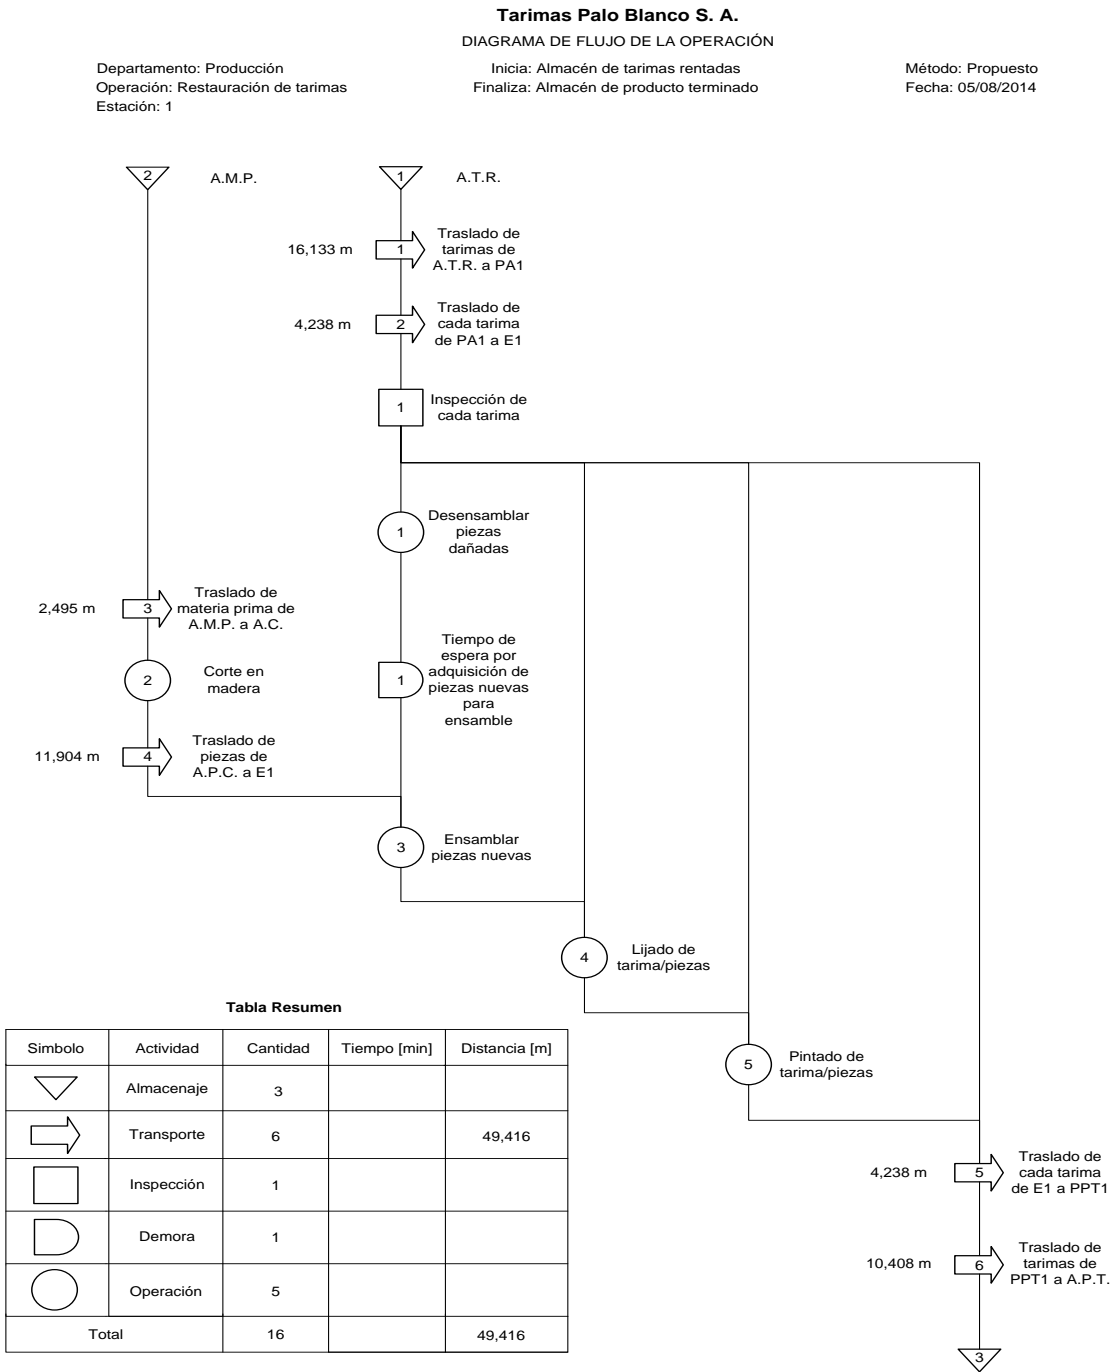 Tarimas Palo Blanco S. A.
DIAGRAMA DE FLUJO DE LA OPERACIÓN
Departamento: Producción
Operación: Restauración de tarimas
Estación: 1
Inicia: Almacén de tarimas rentadas
Finaliza: Almacén de producto terminado
Método: Propuesto
Fecha: 05/08/2014
2
A.M.P.
1
A.T.R.
16,133 m
1
Traslado de
tarimas de
A.T.R. a PA1
4,238 m
2
Traslado de
cada tarima
de PA1 a E1
1
Inspección de
cada tarima
1
Desensamblar
piezas
dañadas
2,495 m
3
Traslado de
materia prima de
A.M.P. a A.C.
2
Corte en
madera
1
Tiempo de
espera por
adquisición de
piezas nuevas
para
ensamble
11,904 m
4
Traslado de
piezas de
A.P.C. a E1
3
Ensamblar
piezas nuevas
4
Lijado de
tarima/piezas
5
Pintado de
tarima/piezas
4,238 m
5
Traslado de
cada tarima
de E1 a PPT1
10,408 m
6
Traslado de
tarimas de
PPT1 a A.P.T.
3
Tabla Resumen
Simbolo Actividad Cantidad Tiempo [min] Distancia [m]
Almacenaje 3
Transporte 6 49,416
Inspección 1
Demora 1
Operación 5
Total 16 49,416